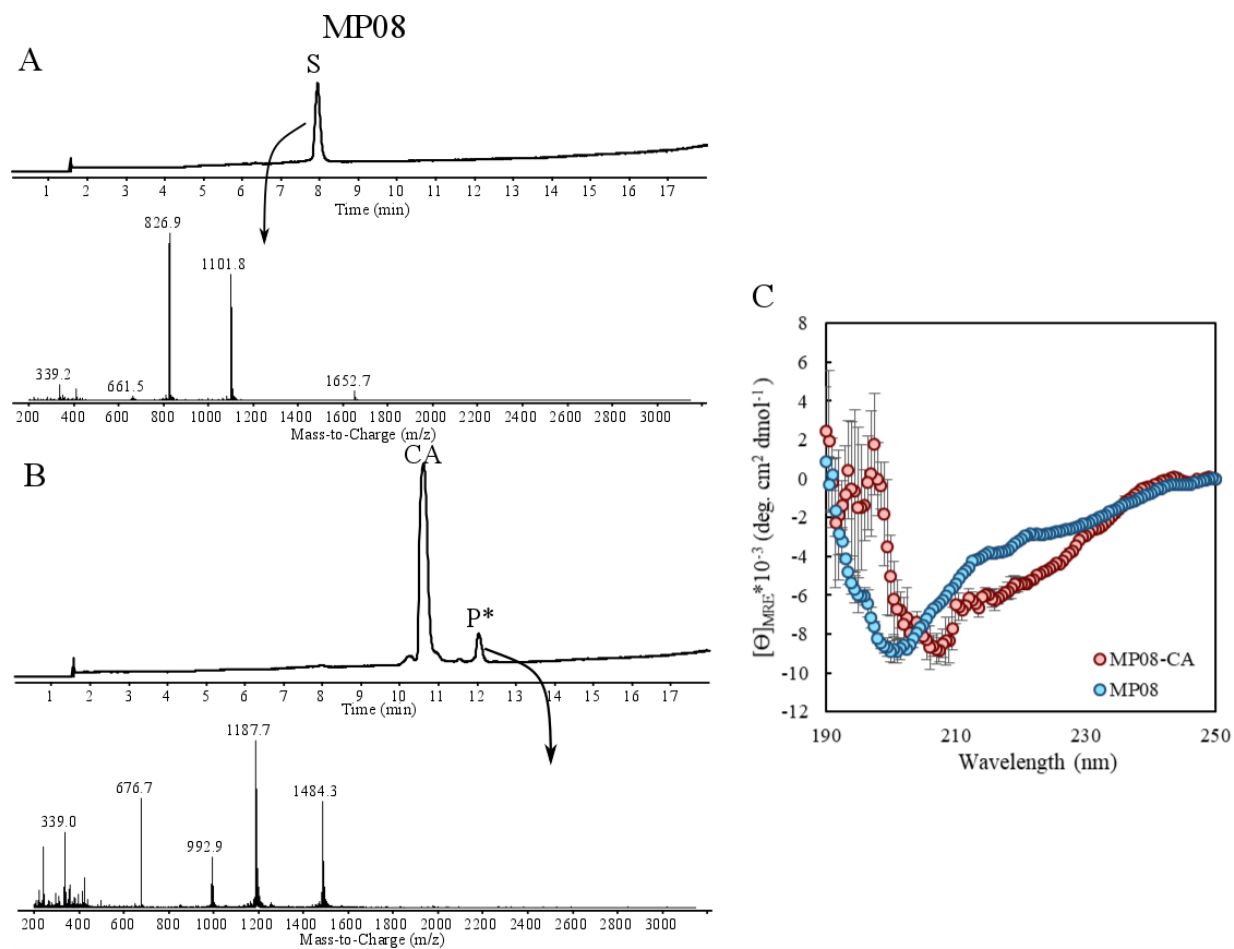 MP08
A
S
1 2 3 4 5 6 7 8 9 10 11 12 13 14 15 16 17
Time (min)
826.9
1101.8
339.2
661.5
1652.7
200 400 600 800 1000 1200 1400 1600 1800 2000 2200 2400 2600 2800 3000
Mass-to-Charge (m/z)
B
CA
P*
1 2 3 4 5 6 7 8 9 10 11 12 13 14 15 16 17
Time (min)
1187.7
676.7
1484.3
339.0
992.9
200 400 600 800 1000 1200 1400 1600 1800 2000 2200 2400 2600 2800 3000
Mass-to-Charge (m/z)
C
[Θ]MRE*10⁻³ (deg. cm² dmol⁻¹)
8
6
4
2
0
-2
-4
-6
-8
-10
-12
MP08-CA
MP08
190 210 230 250
Wavelength (nm)